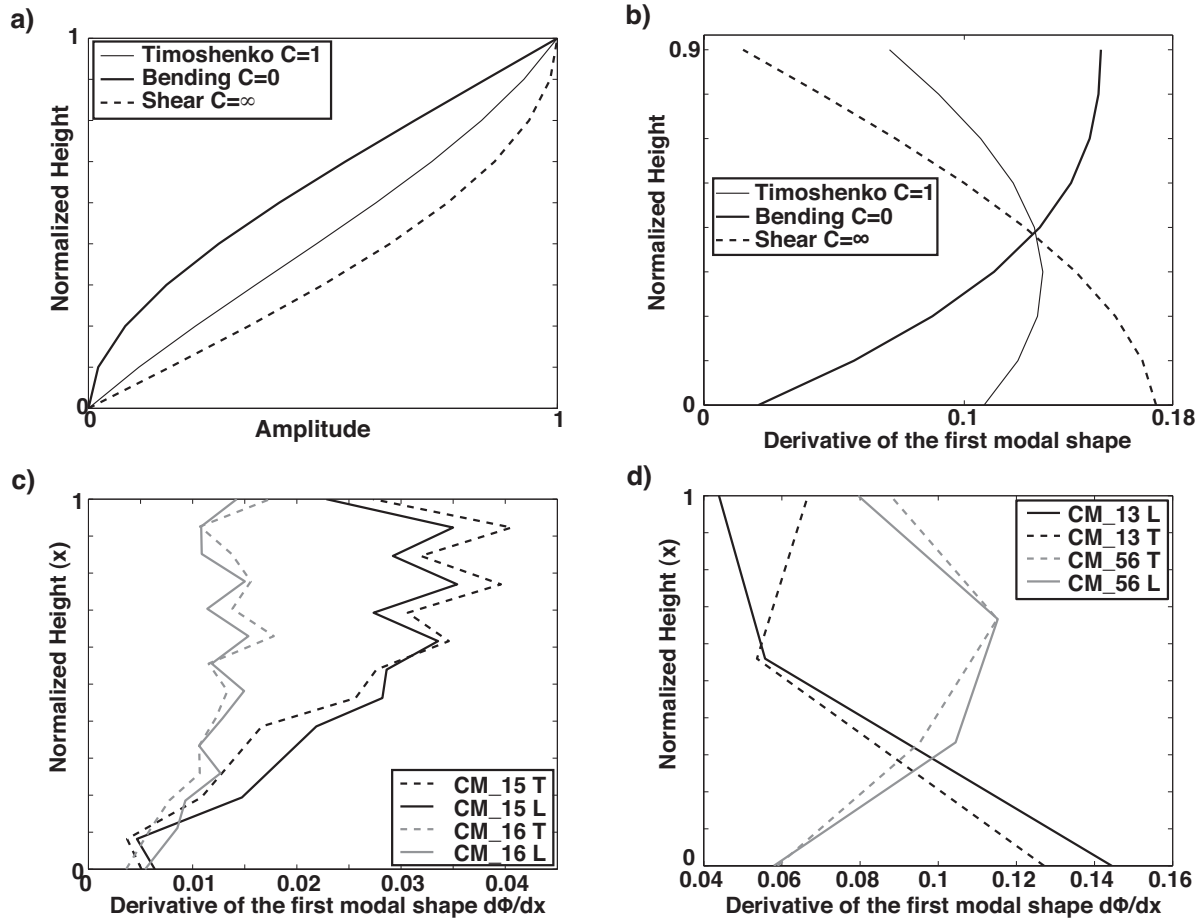 a)
1
Timoshenko C=1
Bending C=0
Shear C=∞
Normalized Height
0
0
1
Amplitude
b)
0.9
Normalized Height
Timoshenko C=1
Bending C=0
Shear C=∞
0
0
0.1
0.18
Derivative of the first modal shape
c)
1
Normalized Height (x)
CM_15 T
CM_15 L
CM_16 T
CM_16 L
0
0
0.01
0.02
0.03
0.04
Derivative of the first modal shape dΦ/dx
d)
1
CM_13 L
CM_13 T
CM_56 T
CM_56 L
Normalized Height (x)
0
0.04
0.06
0.08
0.1
0.12
0.14
0.16
Derivative of the first modal shape dΦ/dx